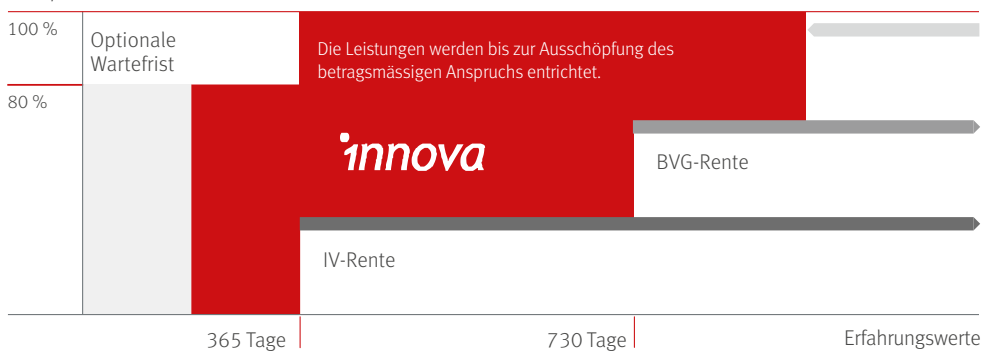 100 %
Optionale
Wartefrist
Die Leistungen werden bis zur Ausschöpfung des
betragsmässigen Anspruchs entrichtet.
80 %
innova
BVG-Rente
IV-Rente
365 Tage
730 Tage
Erfahrungswerte